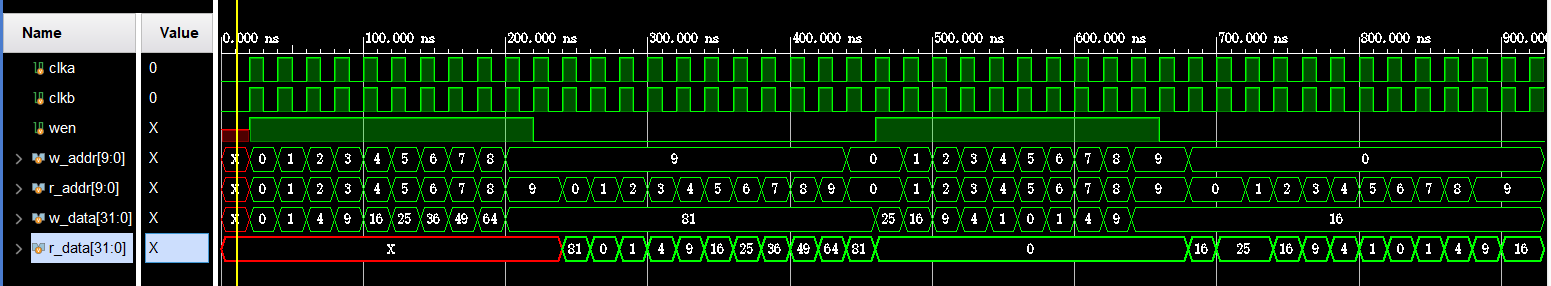 Name Value 0.000 ns 100.000 ns 200.000 ns 300.000 ns 400.000 ns 500.000 ns 600.000 ns 700.000 ns 800.000 ns 900.00
clka 0
clkb 0
wen X
w_addr[9:0] X X 0 1 2 3 4 5 6 7 8 9 0 1 2 3 4 5 6 7 8 9 0
r_addr[9:0] X X 0 1 2 3 4 5 6 7 8 9 0 1 2 3 4 5 6 7 8 9 0 1 2 3 4 5 6 7 8 9 0 1 2 3 4 5 6 7 8 9
w_data[31:0] X X 0 1 4 9 16 25 36 49 64 81 25 16 9 4 1 0 1 4 9 16
r_data[31:0] X X 81 0 1 4 9 16 25 36 49 64 81 0 16 25 16 9 4 1 0 1 4 9 16